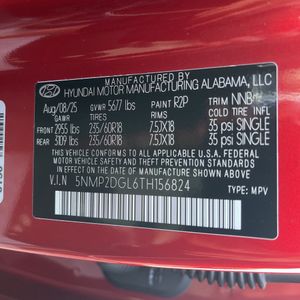 MANUFACTURED BY
HYUNDAI MOTOR MANUFACTURING ALABAMA, LLC
Aug/08/25 GVWR 5677 lbs PAINT R2P TRIM NNB
GAWR TIRES RIMS COLD TIRE INFL
FRONT 2955 lbs 235/60R18 7.5JX18 35 psi SINGLE
REAR 3109 lbs 235/60R18 7.5JX18 35 psi SINGLE
THIS VEHICLE CONFORMS TO ALL APPLICABLE FEDERAL MOTOR VEHICLE
SAFETY AND THEFT PREVENTION STANDARDS IN EFFECT ON THE DATE OF
MANUFACTURE SHOWN ABOVE.
V.I.N 5NMP2DGL6TH156824 TYPE: MPV